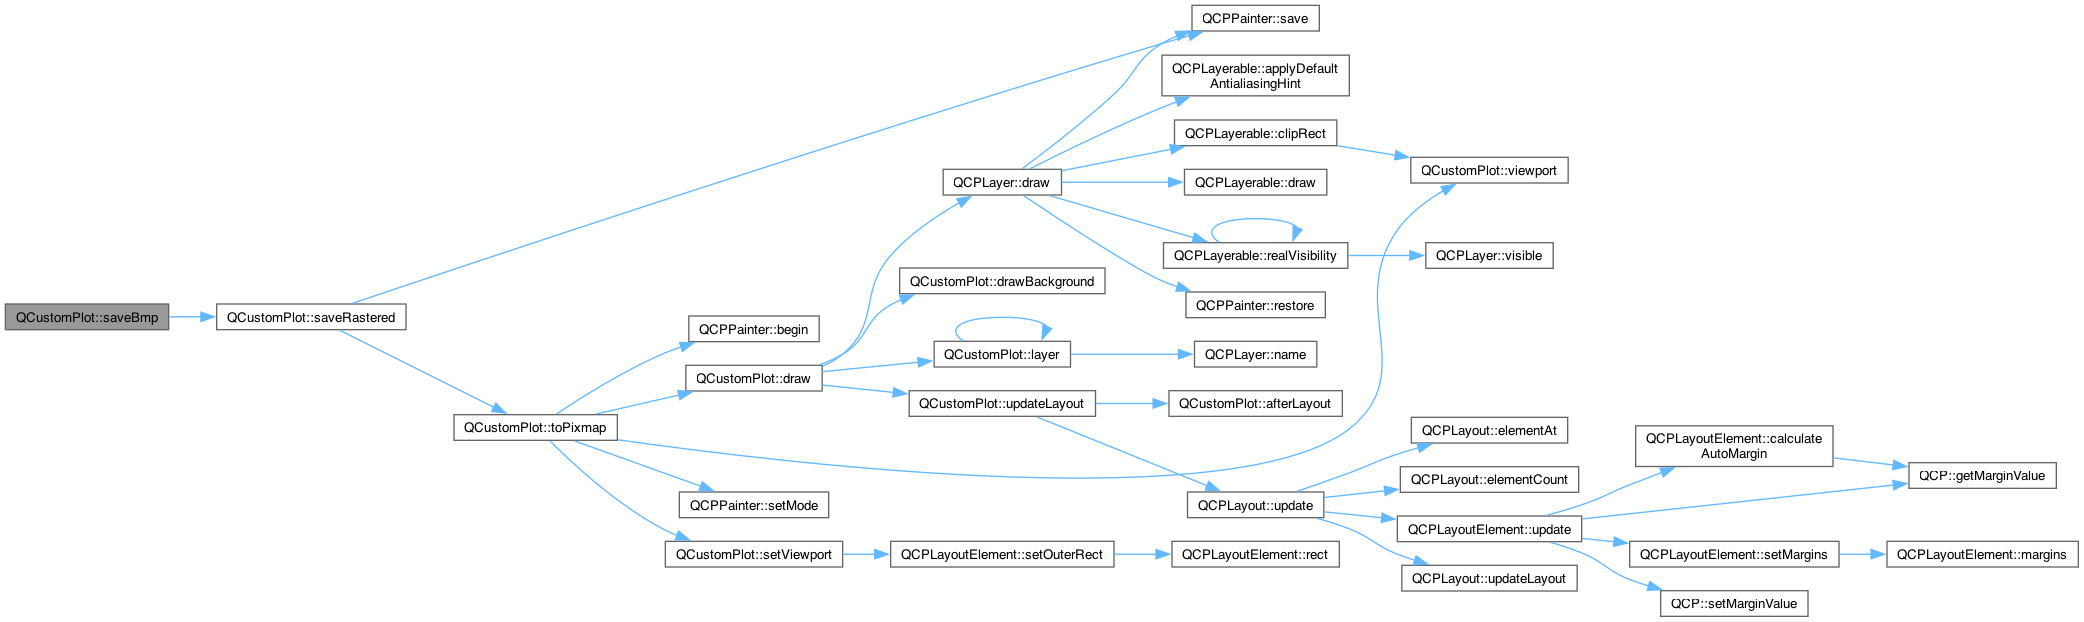 QCustomPlot::saveBmp
QCustomPlot::saveRastered
QCPPainter::save
QCustomPlot::toPixmap
QCPPainter::begin
QCustomPlot::draw
QCPLayer::draw
QCPLayerable::applyDefault
AntialiasingHint
QCPLayerable::clipRect
QCustomPlot::viewport
QCPLayerable::draw
QCPLayerable::realVisibility
QCPLayer::visible
QCPPainter::restore
QCustomPlot::drawBackground
QCustomPlot::layer
QCPLayer::name
QCustomPlot::updateLayout
QCustomPlot::afterLayout
QCPLayout::update
QCPLayout::elementAt
QCPLayout::elementCount
QCPLayoutElement::update
QCPLayoutElement::calculate
AutoMargin
QCP::getMarginValue
QCPLayoutElement::setMargins
QCPLayoutElement::margins
QCP::setMarginValue
QCPLayout::updateLayout
QCPPainter::setMode
QCustomPlot::setViewport
QCPLayoutElement::setOuterRect
QCPLayoutElement::rect